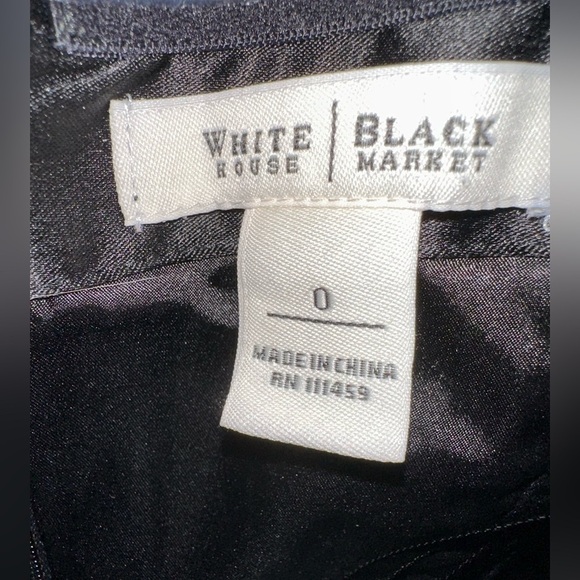 WHITE HOUSE | BLACK MARKET
0
MADE IN CHINA
RN 111459